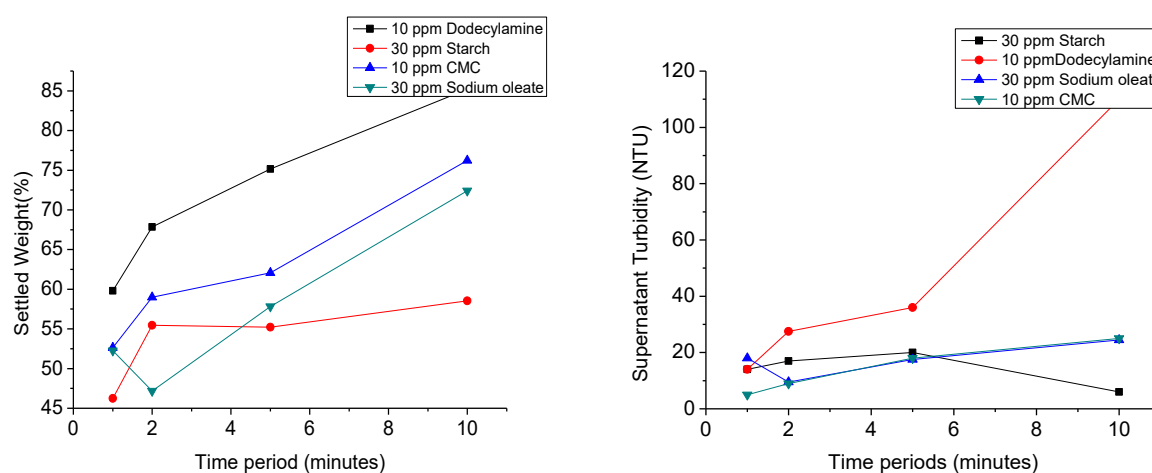 10 ppm Dodecylamine
30 ppm Starch
10 ppm CMC
30 ppm Sodium oleate
85
80
75
70
65
60
55
50
45
0
2
4
6
8
10
Settled Weight(%)
Time period (minutes)
30 ppm Starch
10 ppmDodecylamine
30 ppm Sodium oleate
10 ppm CMC
120
100
80
60
40
20
0
0
2
4
6
8
10
Supernatant Turbidity (NTU)
Time periods (minutes)